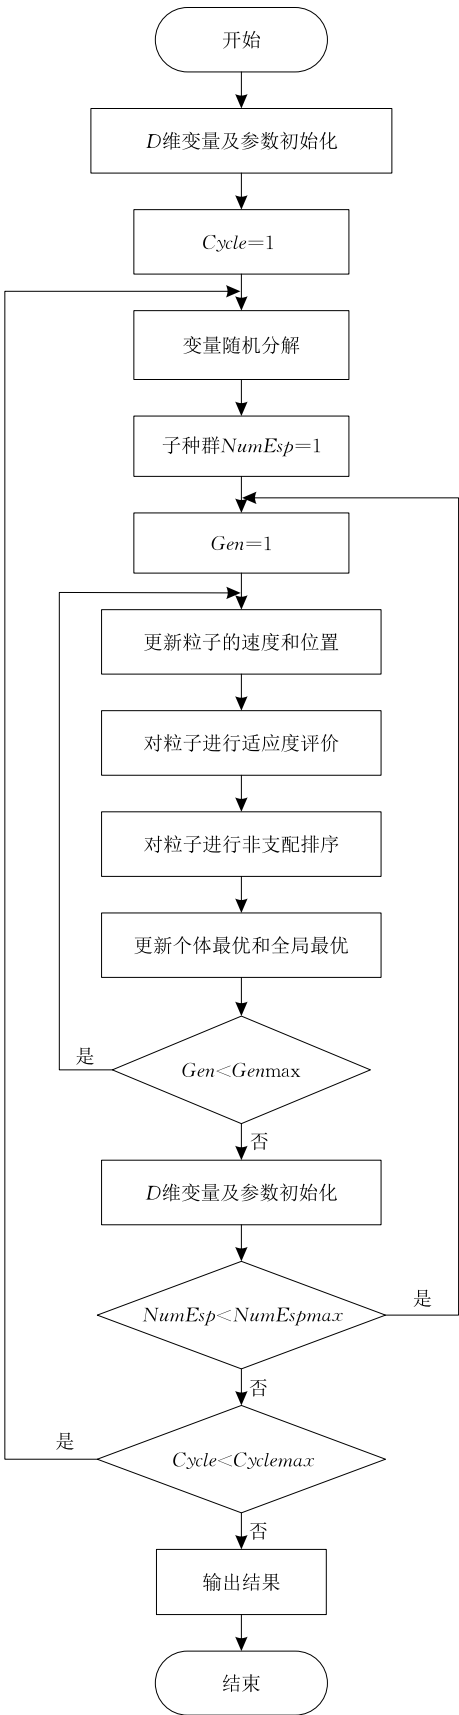 开始
D维变量及参数初始化
Cycle=1
变量随机分解
子种群NumEsp=1
Gen=1
更新粒子的速度和位置
对粒子进行适应度评价
对粒子进行非支配排序
更新个体最优和全局最优
是
Gen<Genmax
否
D维变量及参数初始化
NumEsp<NumEspmax
是
否
是
Cycle<Cyclemax
否
输出结果
结束